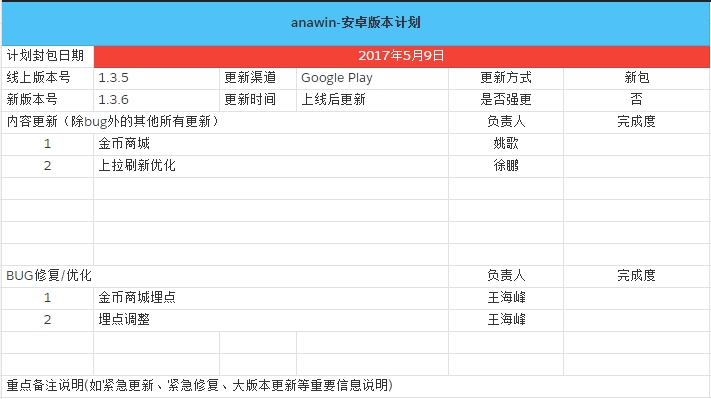 anawin-安卓版本计划
计划封包日期 2017年5月9日
线上版本号 1.3.5 更新渠道 Google Play 更新方式 新包
新版本号 1.3.6 更新时间 上线后更新 是否强更 否
内容更新（除bug外的其他所有更新） 负责人 完成度
1 金币商城 姚歌
2 上拉刷新优化 徐鹏
BUG修复/优化 负责人 完成度
1 金币商城埋点 王海峰
2 埋点调整 王海峰
重点备注说明(如紧急更新、紧急修复、大版本更新等重要信息说明)